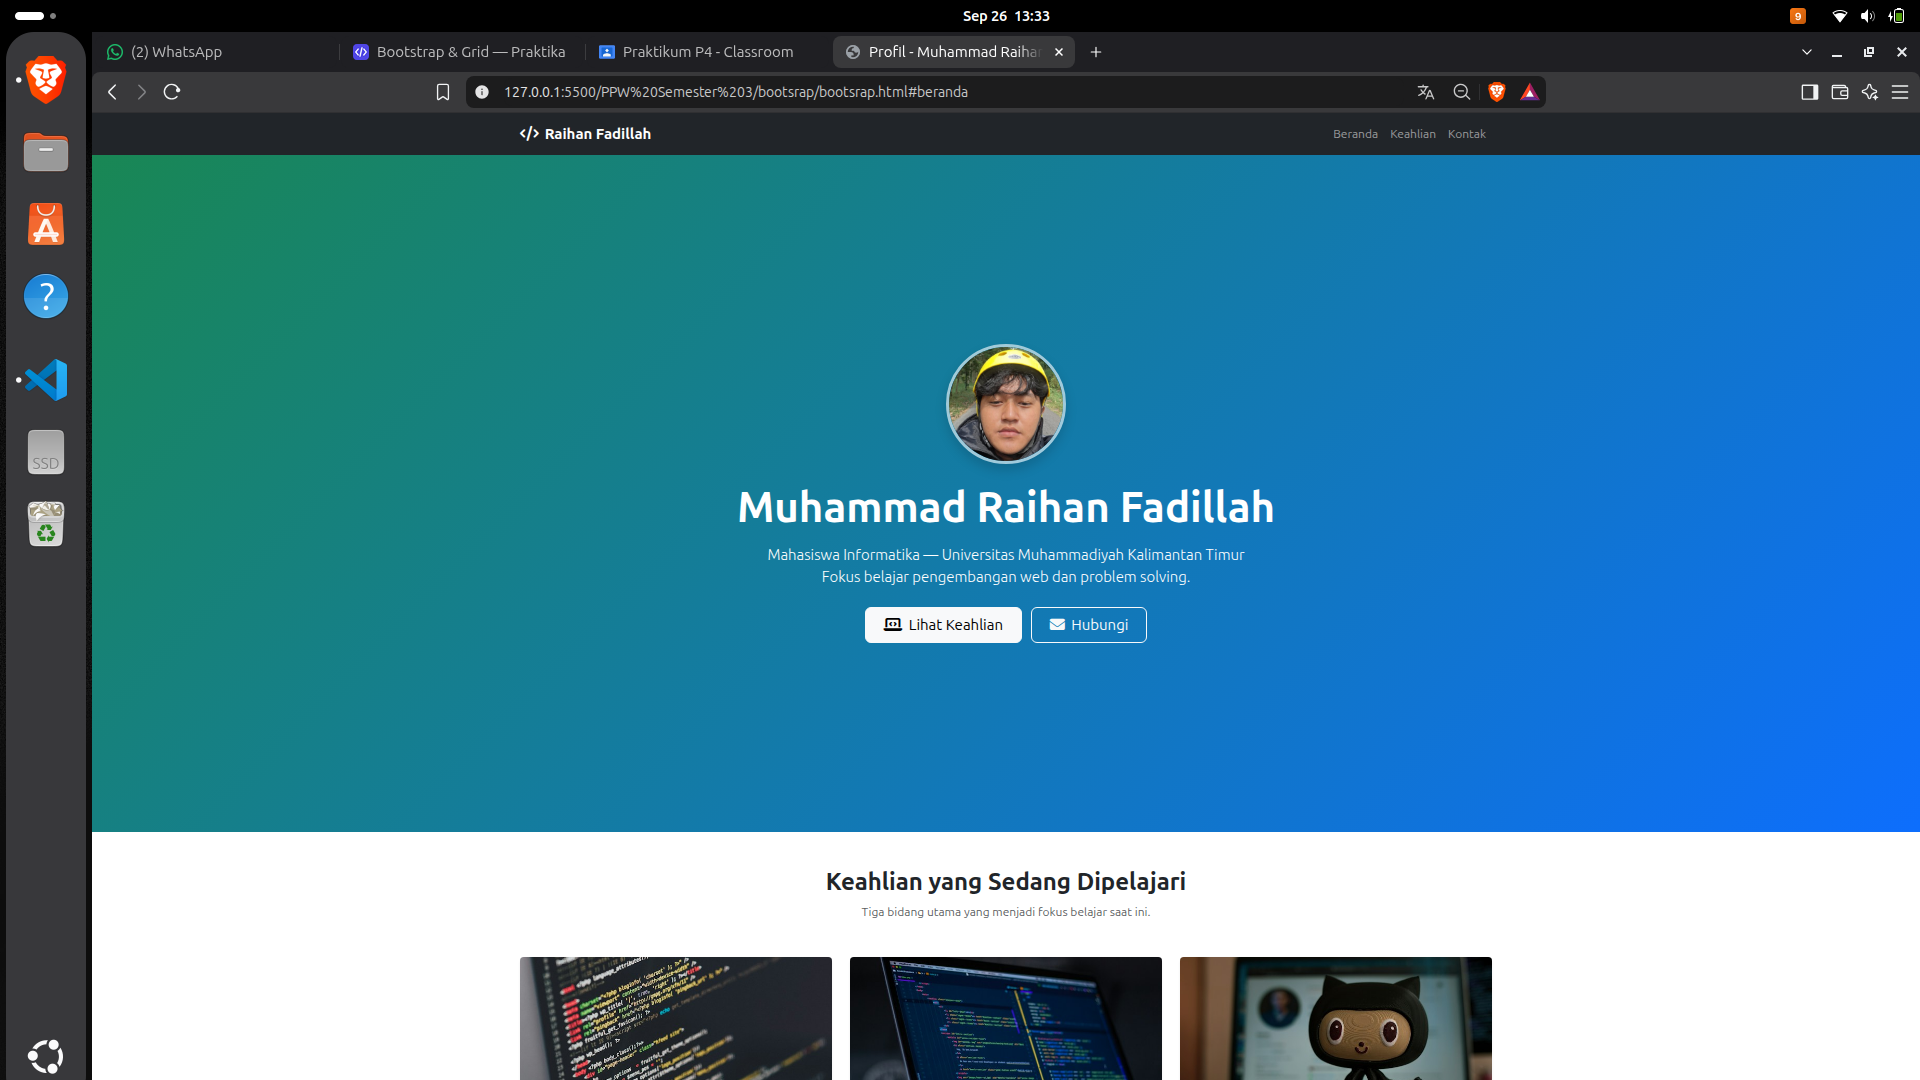 Sep 26 13:33
9
(2) WhatsApp
Bootstrap & Grid — Praktika
Praktikum P4 - Classroom
Profil - Muhammad Raihan
127.0.0.1:5500/PPW%20Semester%203/bootsrap/bootsrap.html#beranda
</> Raihan Fadillah
Beranda
Keahlian
Kontak
SSD
Muhammad Raihan Fadillah
Mahasiswa Informatika — Universitas Muhammadiyah Kalimantan Timur
Fokus belajar pengembangan web dan problem solving.
Lihat Keahlian
Hubungi
Keahlian yang Sedang Dipelajari
Tiga bidang utama yang menjadi fokus belajar saat ini.